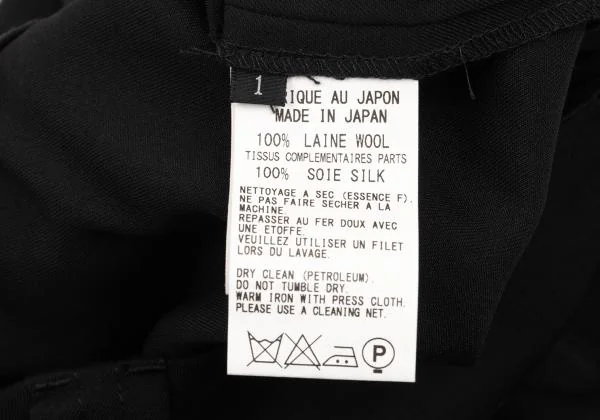 1
RIQUE AU JAPON
MADE IN JAPAN
100% LAINE WOOL
TISSUS COMPLEMENTAIRES PARTS
100% SOIE SILK
NETTOYAGE A SEC (ESSENCE F).
NE PAS FAIRE SECHER A LA
MACHINE.
REPASSER AU FER DOUX AVEC
UNE ETOFFE.
VEUILLEZ UTILISER UN FILET
LORS DU LAVAGE.
DRY CLEAN (PETROLEUM).
DO NOT TUMBLE DRY.
WARM IRON WITH PRESS CLOTH.
PLEASE USE A CLEANING NET.
P